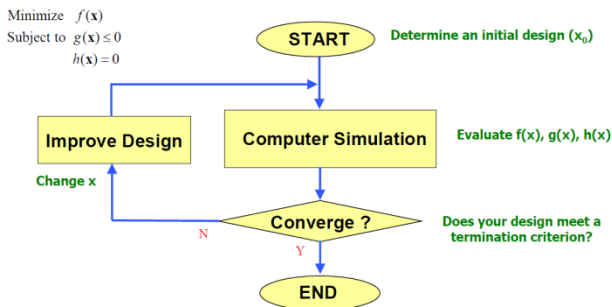 Minimize f(x)
Subject to g(x) ≤ 0
h(x) = 0
START
Determine an initial design (x₀)
Improve Design
Computer Simulation
Evaluate f(x), g(x), h(x)
Change x
Converge ?
Does your design meet a
termination criterion?
N
Y
END